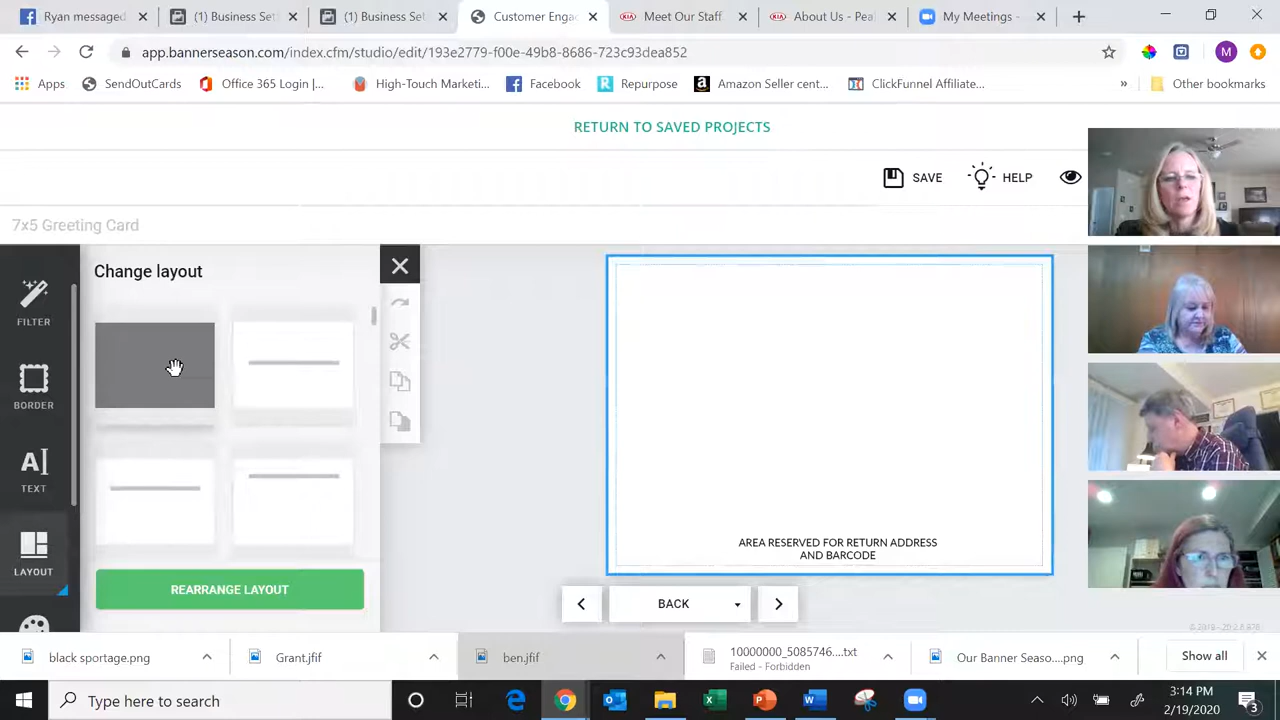 Ryan messaged
(1) Business Set
(1) Business Set
Customer Enga
Meet Our Staff
About Us - Peal
My Meetings -
app.bannerseason.com/index.cfm/studio/edit/193e2779-f00e-49b8-8686-723c93dea852
M
Apps
SendOutCards
Office 365 Login |...
High-Touch Marketi...
Facebook
Repurpose
Amazon Seller cent...
ClickFunnel Affiliate...
»
Other bookmarks
RETURN TO SAVED PROJECTS
SAVE
HELP
7x5 Greeting Card
FILTER
BORDER
TEXT
LAYOUT
Change layout
REARRANGE LAYOUT
AREA RESERVED FOR RETURN ADDRESS
AND BARCODE
BACK
black sportage.png
Grant.jfif
ben.jfif
10000000_5085746....txt
Failed - Forbidden
Our Banner Seaso....png
Show all
Type here to search
3:14 PM
2/19/2020
3